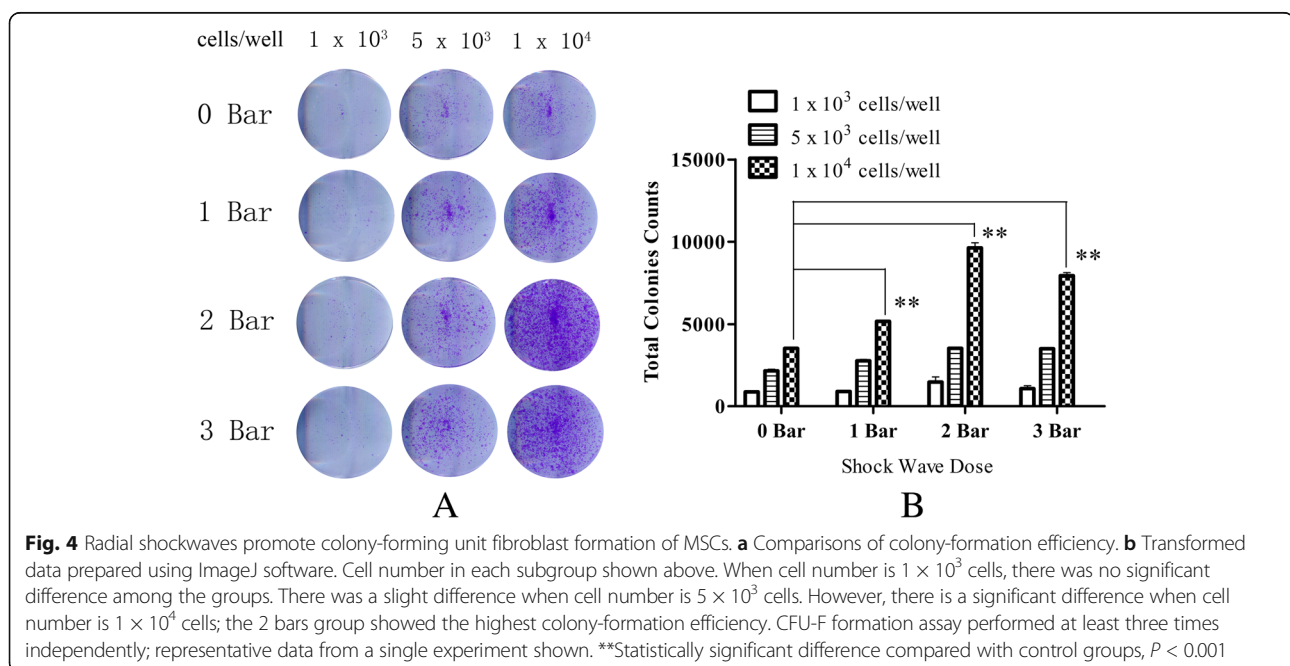 cells/well 1 x 10³ 5 x 10³ 1 x 10⁴
0 Bar
1 Bar
2 Bar
3 Bar
A
1 x 10³ cells/well
5 x 10³ cells/well
1 x 10⁴ cells/well
Total Colonies Counts
15000
10000
5000
0
**
**
**
0 Bar 1 Bar 2 Bar 3 Bar
Shock Wave Dose
B
Fig. 4 Radial shockwaves promote colony-forming unit fibroblast formation of MSCs. a Comparisons of colony-formation efficiency. b Transformed
data prepared using ImageJ software. Cell number in each subgroup shown above. When cell number is 1 × 10³ cells, there was no significant
difference among the groups. There was a slight difference when cell number is 5 × 10³ cells. However, there is a significant difference when cell
number is 1 × 10⁴ cells; the 2 bars group showed the highest colony-formation efficiency. CFU-F formation assay performed at least three times
independently; representative data from a single experiment shown. **Statistically significant difference compared with control groups, P < 0.001